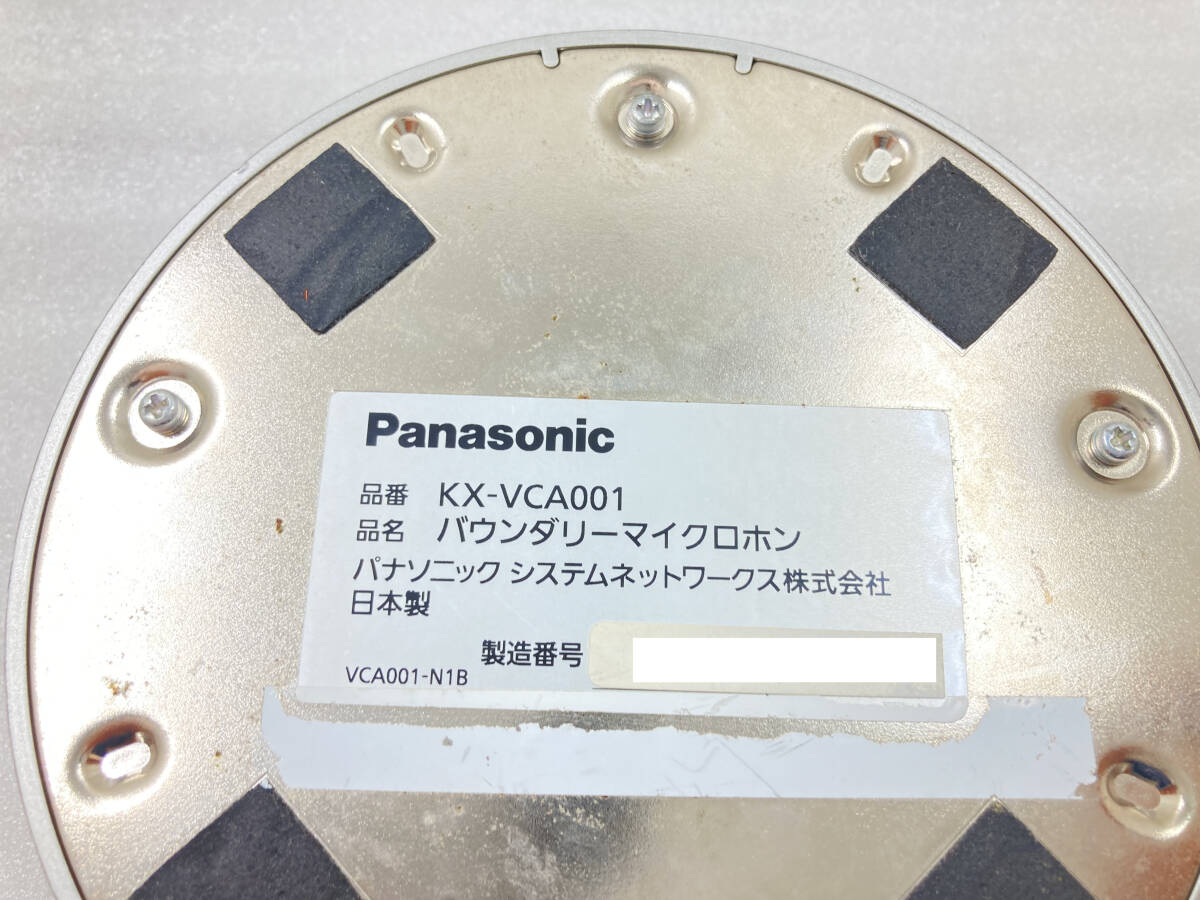 Panasonic
品番 KX-VCA001
品名 バウンダリーマイクロホン
パナソニック システムネットワークス株式会社
日本製
製造番号
VCA001-N1B